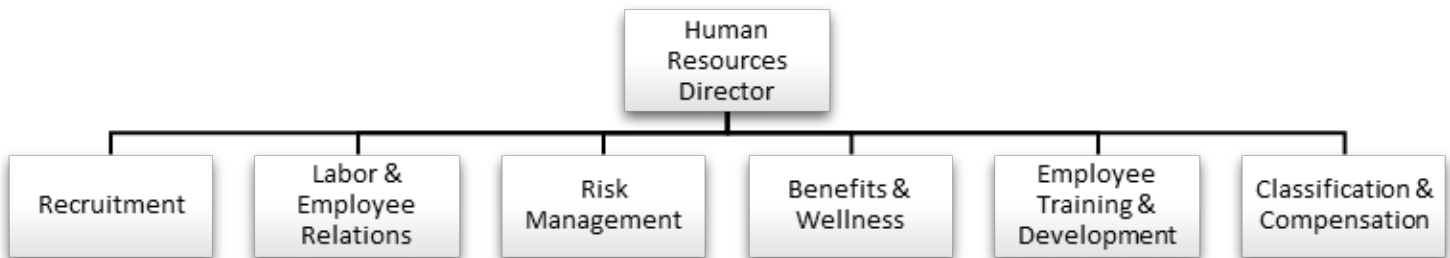 Human
Resources
Director
Recruitment
Labor &
Employee
Relations
Risk
Management
Benefits &
Wellness
Employee
Training &
Development
Classification &
Compensation